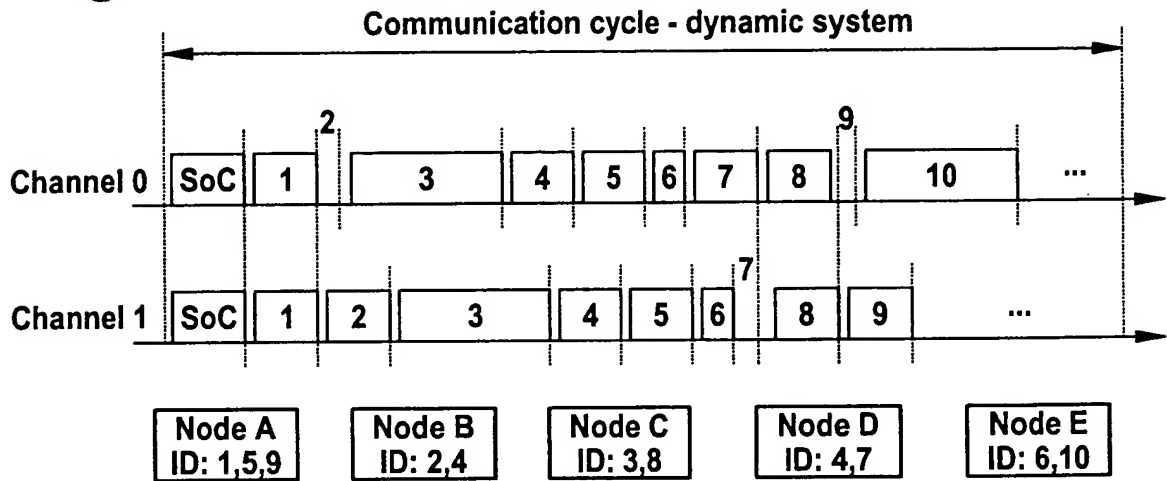 Communication cycle - dynamic system
2 9
Channel 0 SoC 1 3 4 5 6 7 8 10 ...
7
Channel 1 SoC 1 2 3 4 5 6 8 9 ...
Node A Node B Node C Node D Node E
ID: 1,5,9 ID: 2,4 ID: 3,8 ID: 4,7 ID: 6,10